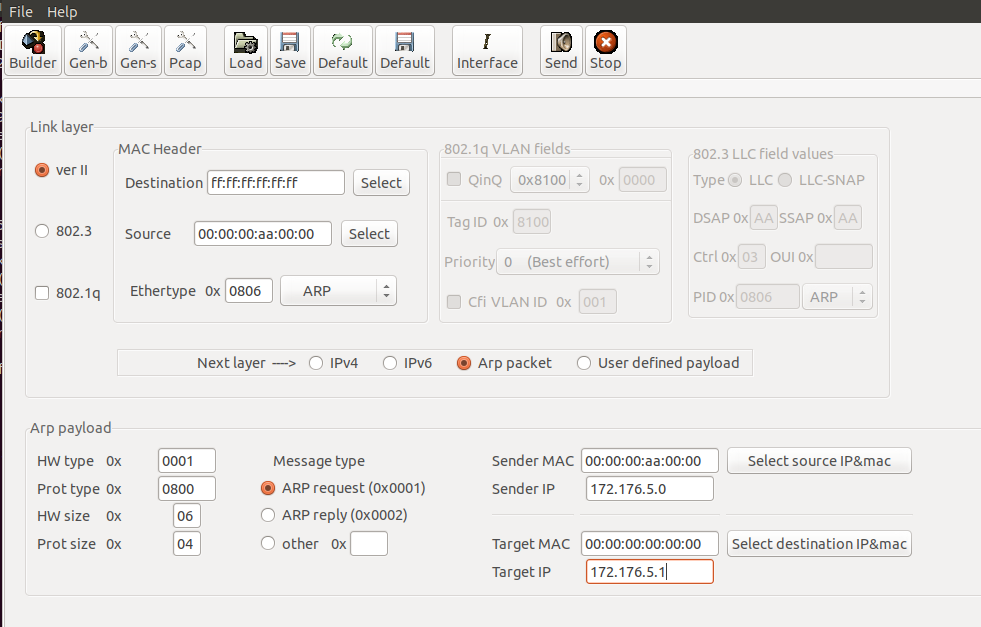 File Help
Builder Gen-b Gen-s Pcap Load Save Default Default Interface Send Stop
Link layer
MAC Header 802.1q VLAN fields 802.3 LLC field values
ver II Destination ff:ff:ff:ff:ff:ff Select QinQ 0x8100 0x 0000 Type LLC LLC-SNAP
802.3 Source 00:00:00:aa:00:00 Select Tag ID 0x 8100 DSAP 0x AA SSAP 0x AA
Priority 0 (Best effort) Ctrl 0x 03 OUI 0x
802.1q Ethertype 0x 0806 ARP Cfi VLAN ID 0x 001 PID 0x 0806 ARP
Next layer ----> IPv4 IPv6 Arp packet User defined payload
Arp payload
HW type 0x 0001 Message type Sender MAC 00:00:00:aa:00:00 Select source IP&mac
Prot type 0x 0800 ARP request (0x0001) Sender IP 172.176.5.0
HW size 0x 06 ARP reply (0x0002)
Prot size 0x 04 other 0x Target MAC 00:00:00:00:00:00 Select destination IP&mac
Target IP 172.176.5.1